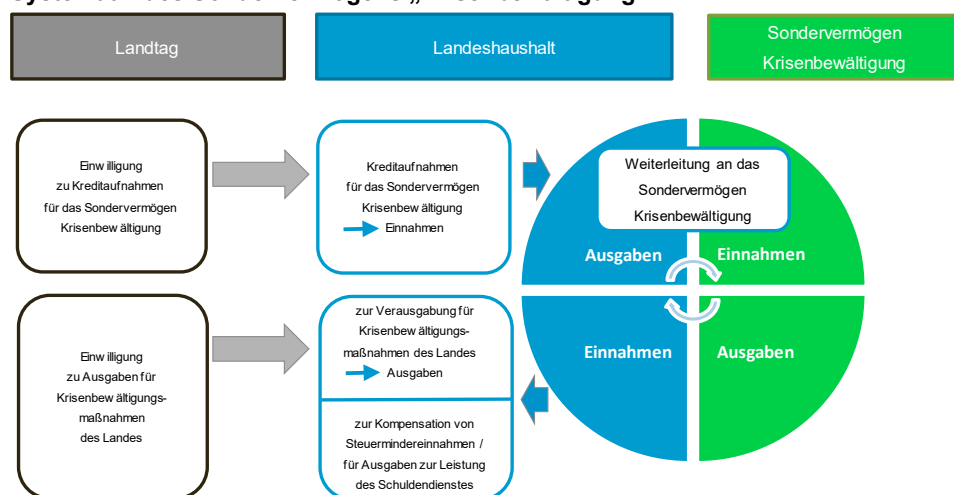 Landtag
Landeshaushalt
Sondervermögen
Krisenbewältigung
Einwilligung
zu Kreditaufnahmen
für das Sondervermögen
Krisenbewältigung
Kreditaufnahmen
für das Sondervermögen
Krisenbewältigung
Einnahmen
Weiterleitung an das
Sondervermögen
Krisenbewältigung
Ausgaben
Einnahmen
Einwilligung
zu Ausgaben für
Krisenbewältigungs-
maßnahmen
des Landes
zur Verausgabung für
Krisenbewältigungs-
maßnahmen des Landes
Ausgaben
zur Kompensation von
Steuermindereinnahmen /
für Ausgaben zur Leistung
des Schuldendienstes
Einnahmen
Ausgaben